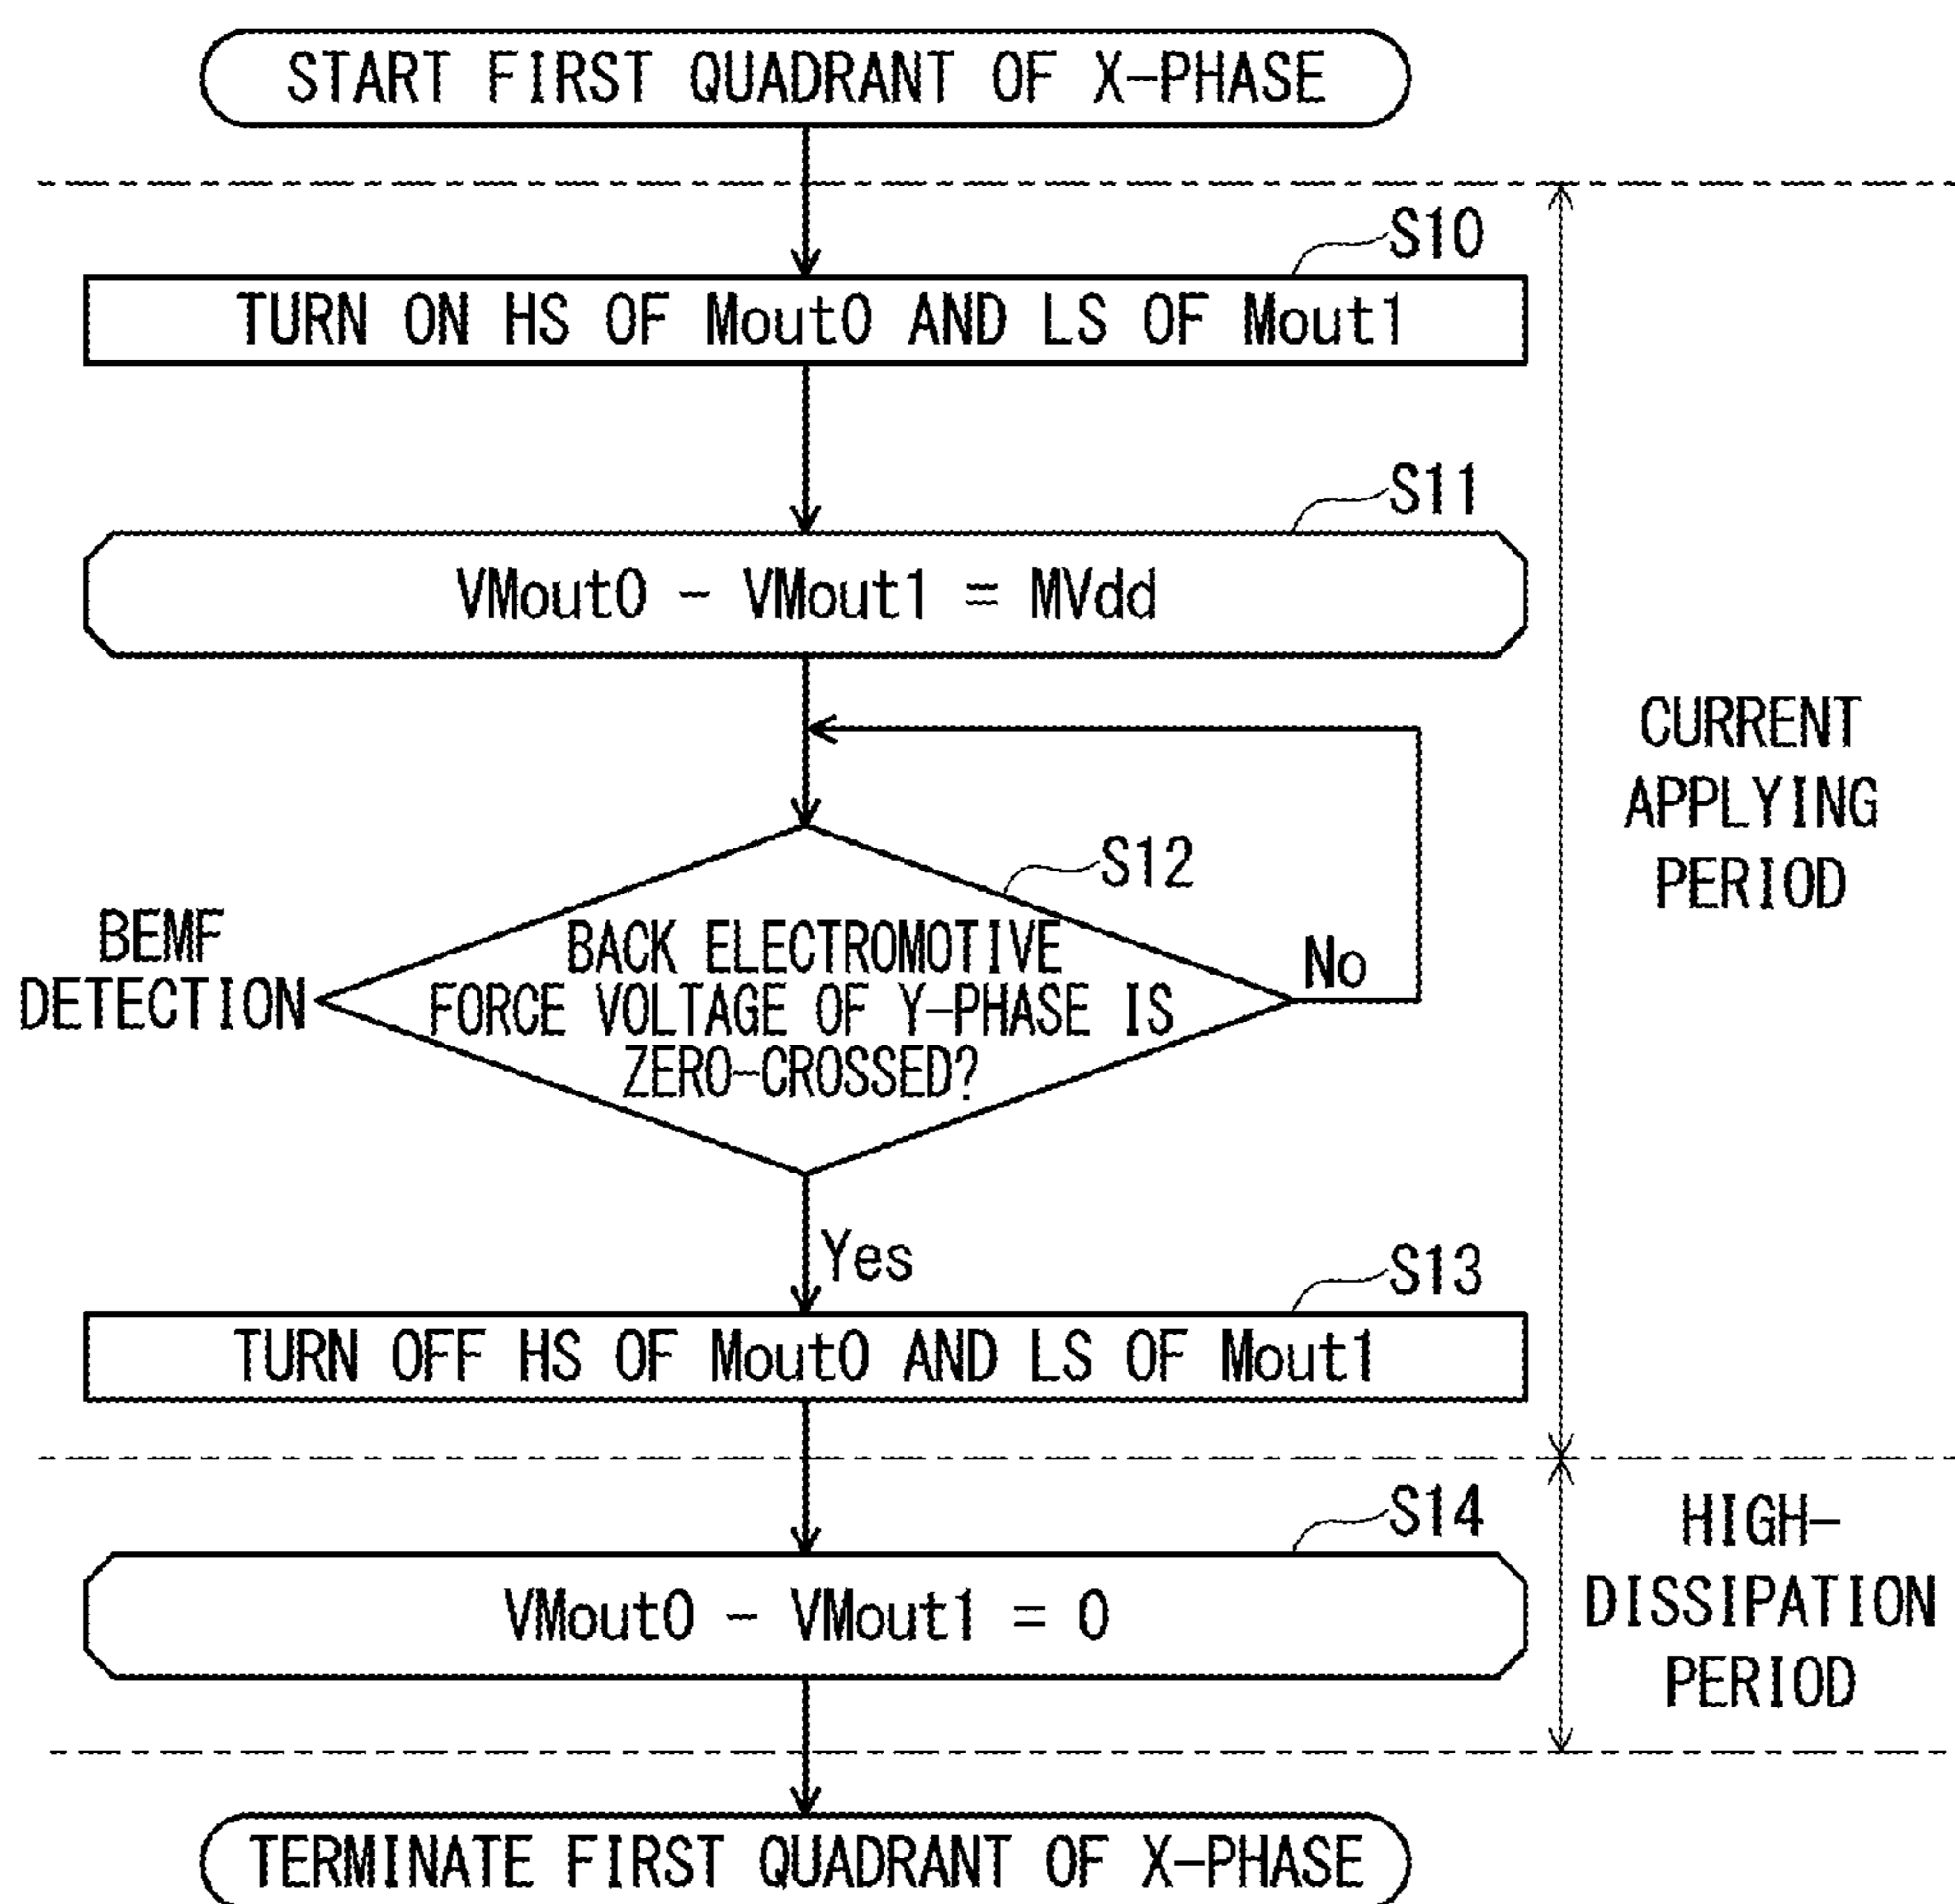 START FIRST QUADRANT OF X-PHASE
S10
TURN ON HS OF Mout0 AND LS OF Mout1
S11
VMout0 - VMout1 = MVdd
CURRENT
APPLYING
PERIOD
S12
BEMF
DETECTION
BACK ELECTROMOTIVE
FORCE VOLTAGE OF Y-PHASE IS
ZERO-CROSSED?
No
Yes
S13
TURN OFF HS OF Mout0 AND LS OF Mout1
S14
VMout0 - VMout1 = 0
HIGH-
DISSIPATION
PERIOD
TERMINATE FIRST QUADRANT OF X-PHASE